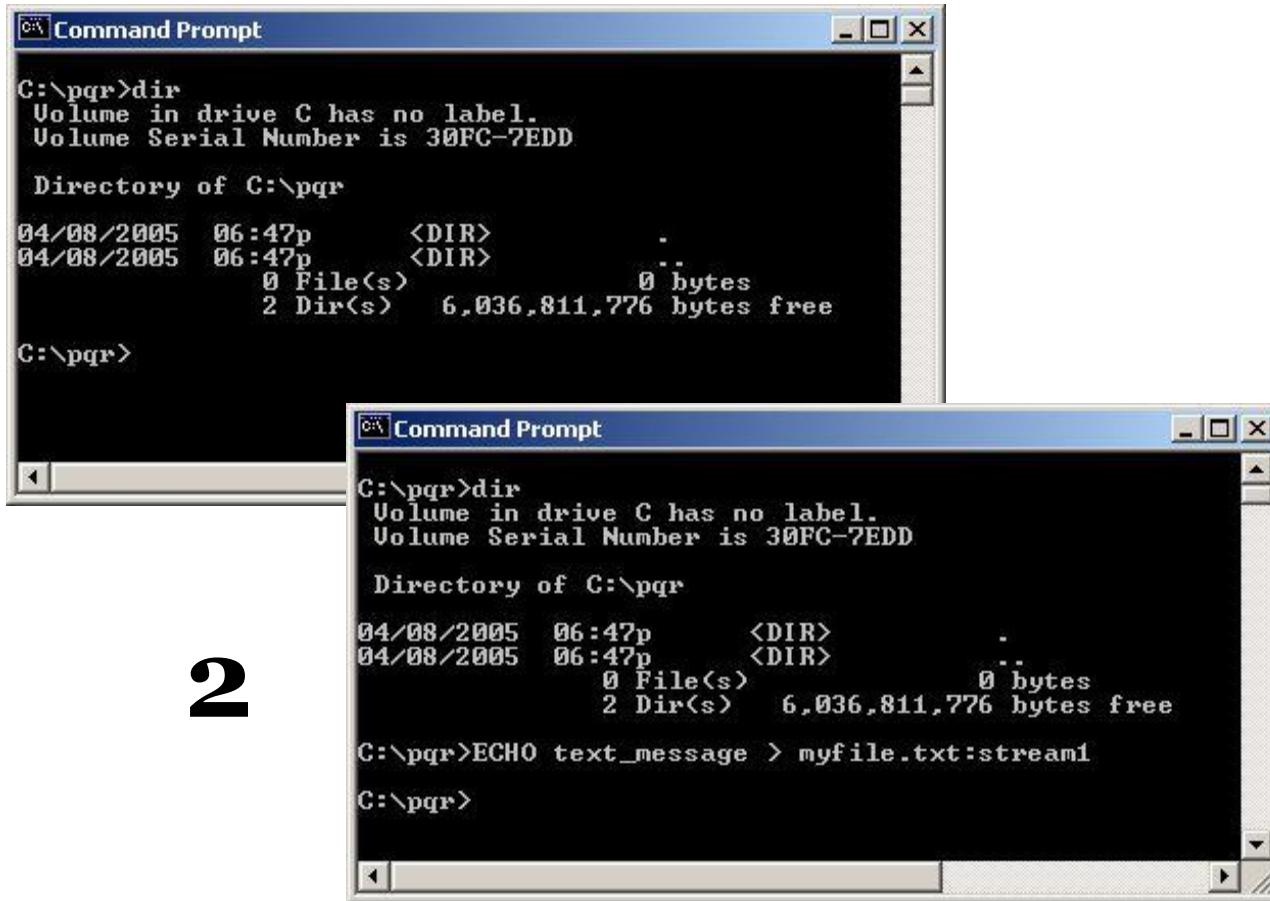 Command Prompt
C:\pqr>dir
Volume in drive C has no label.
Volume Serial Number is 30FC-7EDD
Directory of C:\pqr
04/08/2005 06:47p <DIR> .
04/08/2005 06:47p <DIR> ..
0 File(s) 0 bytes
2 Dir(s) 6,036,811,776 bytes free
C:\pqr>
2
Command Prompt
C:\pqr>dir
Volume in drive C has no label.
Volume Serial Number is 30FC-7EDD
Directory of C:\pqr
04/08/2005 06:47p <DIR> .
04/08/2005 06:47p <DIR> ..
0 File(s) 0 bytes
2 Dir(s) 6,036,811,776 bytes free
C:\pqr>ECHO text_message > myfile.txt:stream1
C:\pqr>